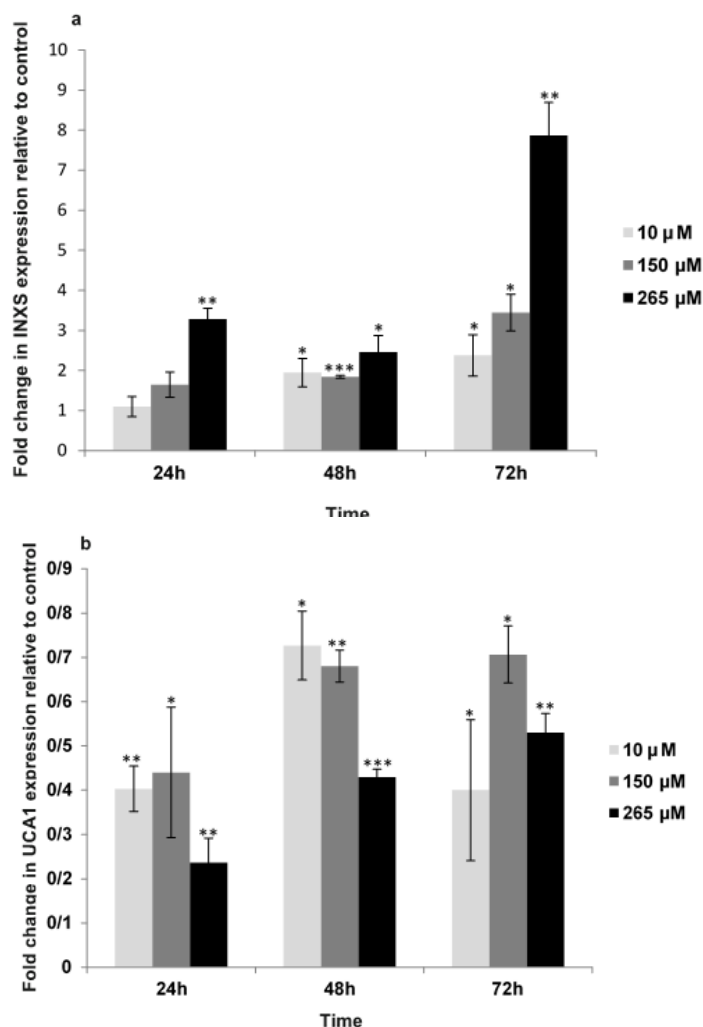 a
Fold change in INXS expression relative to control
10
9
8
7
6
5
4
3
2
1
0
**
*
***
*
*
*
**
24h
48h
72h
Time
10 µM
150 µM
265 µM
b
Fold change in UCA1 expression relative to control
0/9
0/8
0/7
0/6
0/5
0/4
0/3
0/2
0/1
0
**
*
**
*
**
***
*
*
**
24h
48h
72h
Time
10 µM
150 µM
265 µM